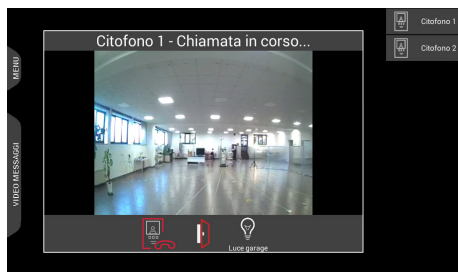 Citofono 1 - Chiamata in corso...
Citofono 1
Citofono 2
MENU
VIDEO MESSAGGI
Luce garage